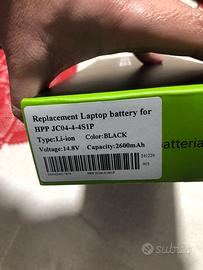 Replacement Laptop battery for
HPP JC04-4-4S1P
Type:Li-ion Color:BLACK
Voltage:14.8V Capacity:2600mAh
batteria
subito